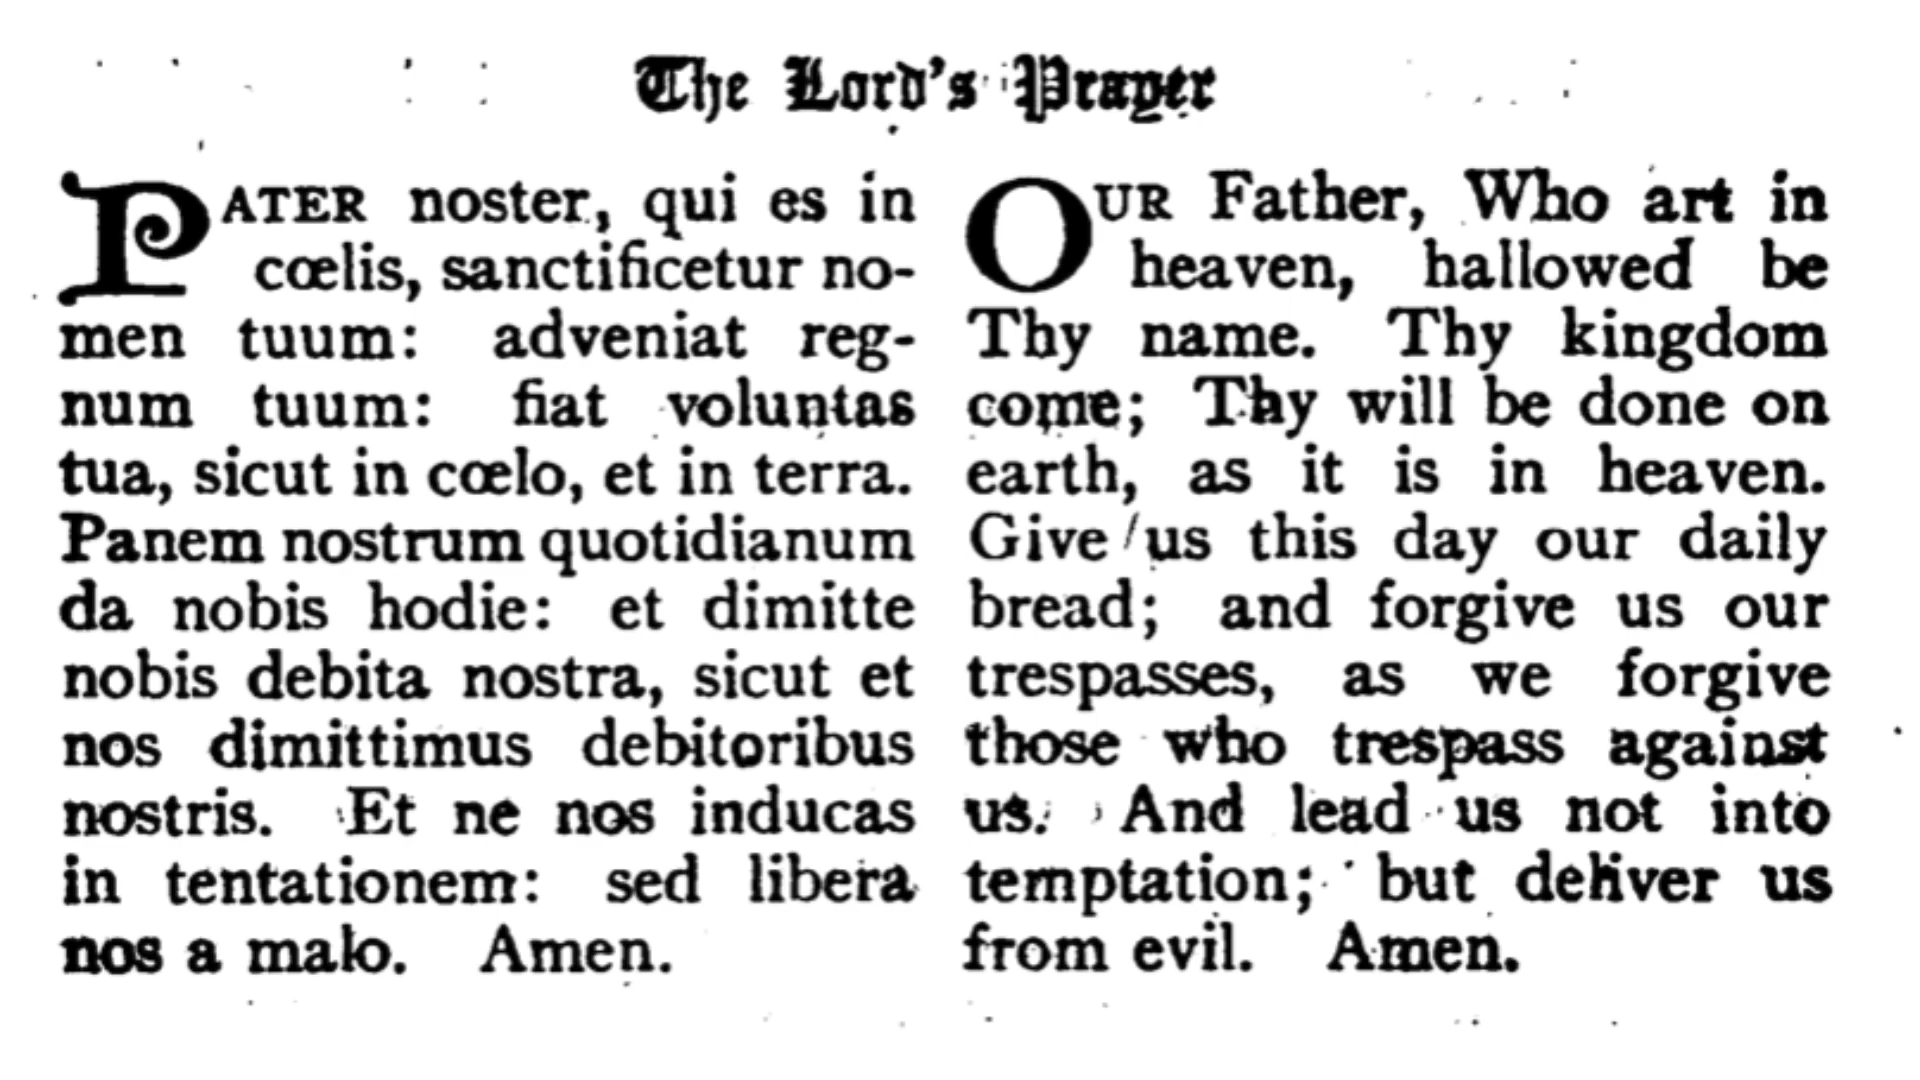 The Lord's Prayer
PATER noster, qui es in
cœlis, sanctificetur no-
men tuum: adveniat reg-
num tuum: fiat voluntas
tua, sicut in cœlo, et in terra.
Panem nostrum quotidianum
da nobis hodie: et dimitte
nobis debita nostra, sicut et
nos dimittimus debitoribus
nostris. Et ne nos inducas
in tentationem: sed libera
nos a malo. Amen.
OUR Father, Who art in
heaven, hallowed be
Thy name. Thy kingdom
come; Thy will be done on
earth, as it is in heaven.
Give us this day our daily
bread; and forgive us our
trespasses, as we forgive
those who trespass against
us. And lead us not into
temptation; but deliver us
from evil. Amen.